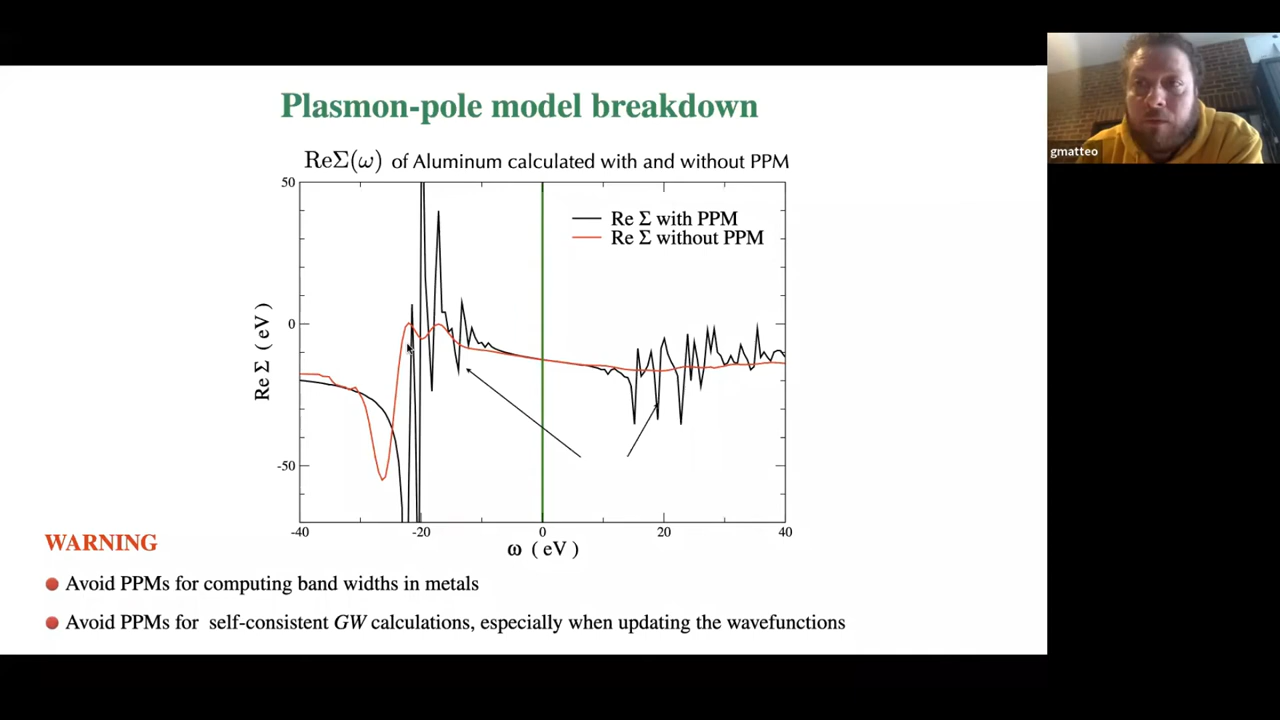 Plasmon-pole model breakdown
ReΣ(ω) of Aluminum calculated with and without PPM
50
0
-50
Re Σ ( eV )
Re Σ with PPM
Re Σ without PPM
-40 -20 0 20 40
ω ( eV )
WARNING
Avoid PPMs for computing band widths in metals
Avoid PPMs for self-consistent GW calculations, especially when updating the wavefunctions
gmatteo